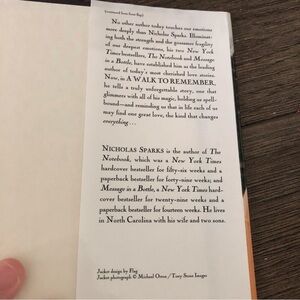 (continued from front flap)
No other author today touches our emotions
more deeply than Nicholas Sparks. Illuminat-
ing both the strength and the gossamer fragility
of our deepest emotions, his two New York
Times bestsellers, The Notebook and Message
in a Bottle, have established him as the leading
author of today's most cherished love stories.
Now, in A WALK TO REMEMBER,
he tells a truly unforgettable story, one that
glimmers with all of his magic, holding us spell-
bound—and reminding us that in life each of us
may find one great love, the kind that changes
everything...
NICHOLAS SPARKS is the author of The
Notebook, which was a New York Times
hardcover bestseller for fifty-six weeks and a
paperback bestseller for forty-nine weeks; and
Message in a Bottle, a New York Times hard-
cover bestseller for twenty-nine weeks and a
paperback bestseller for fourteen weeks. He lives
in North Carolina with his wife and two sons.
Jacket design by Flag
Jacket photograph © Michael Orton / Tony Stone Images